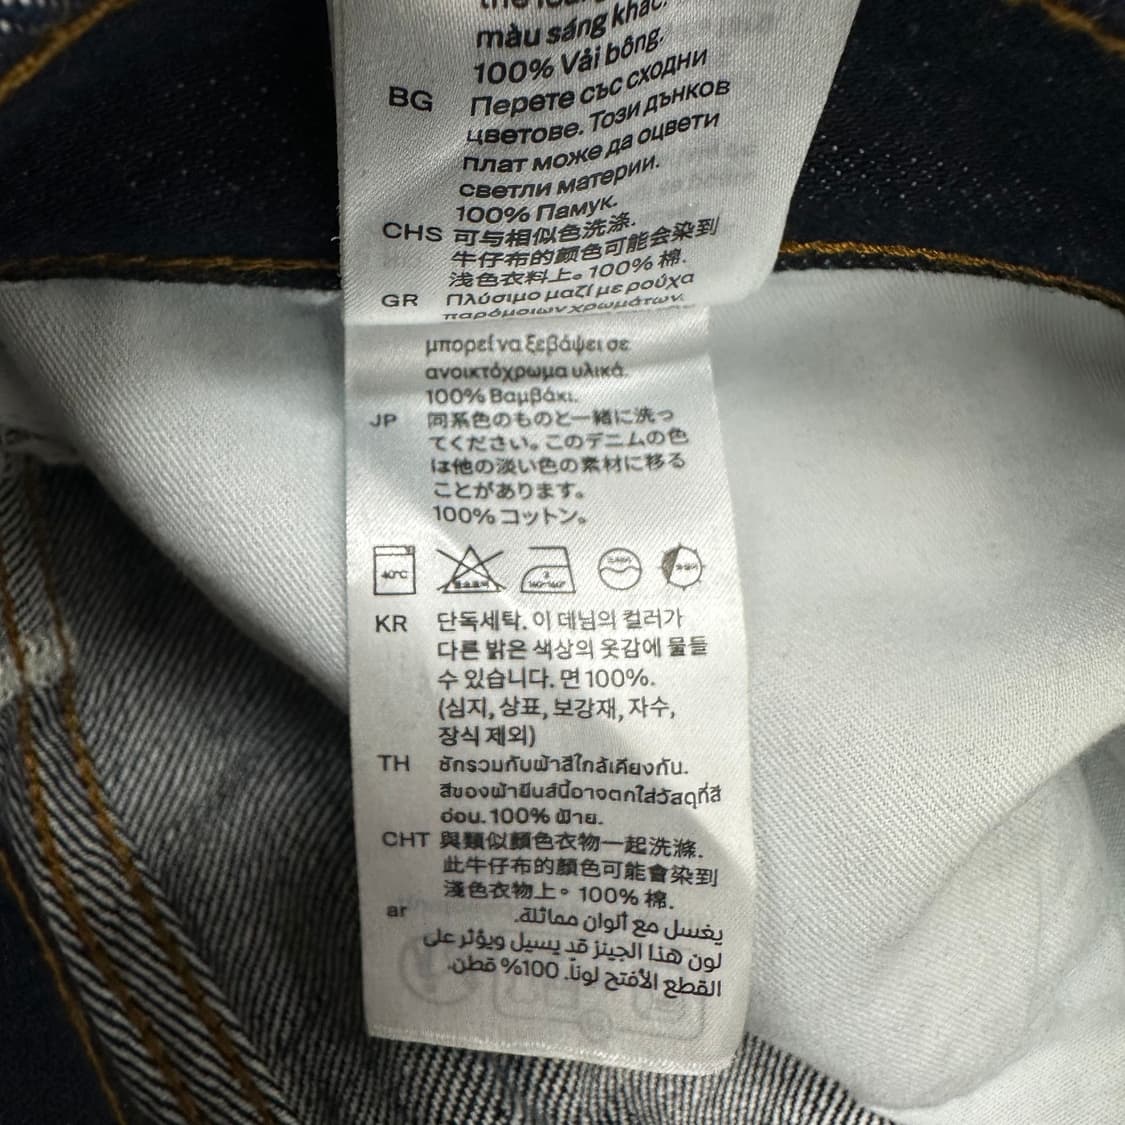 màu sáng khác.
100% Vải bông.
BG Перете със сходни
цветове. Този дънков
плат може да оцвети
светли материи.
100% Памук.
CHS 可与相似色洗涤.
牛仔布的颜色可能会染到
浅色衣料上。100% 棉.
GR Πλύσιμο μαζί με ρούχα
παρόμοιων χρωμάτων.
μπορεί να ξεβάψει σε
ανοικτόχρωμα υλικά.
100% Βαμβάκι.
JP 同系色のものと一緒に洗っ
てください。このデニムの色
は他の淡い色の素材に移る
ことがあります。
100% コットン。
40°C
KR 단독세탁. 이 데님의 컬러가
다른 밝은 색상의 옷감에 물들
수 있습니다. 면 100%.
(심지, 상표, 보강재, 자수,
장식 제외)
TH ซักรวมกับผ้าสีใกล้เคียงกัน.
สีของผ้ายีนส์นี้อาจตกใส่วัสดุที่สี
อ่อน. 100% ฝ้าย.
CHT 與類似顏色衣物一起洗滌.
此牛仔布的顏色可能會染到
淺色衣物上。100% 棉.
ar يغسل مع ألوان مماثلة.
لون هذا الجينز قد يسيل ويؤثر على
القطع الأفتح لوناً. 100% قطن.